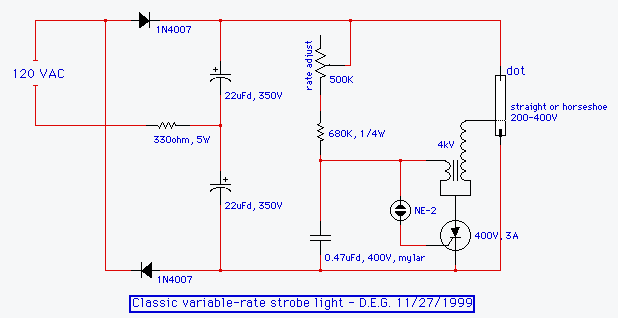 1N4007
120 VAC
22uFd, 350V
330ohm, 5W
22uFd, 350V
1N4007
rate adjust
500K
680K, 1/4W
0.47uFd, 400V, mylar
NE-2
4kV
400V, 3A
dot
straight or horseshoe
200-400V
+
+
Classic variable-rate strobe light - D.E.G. 11/27/1999